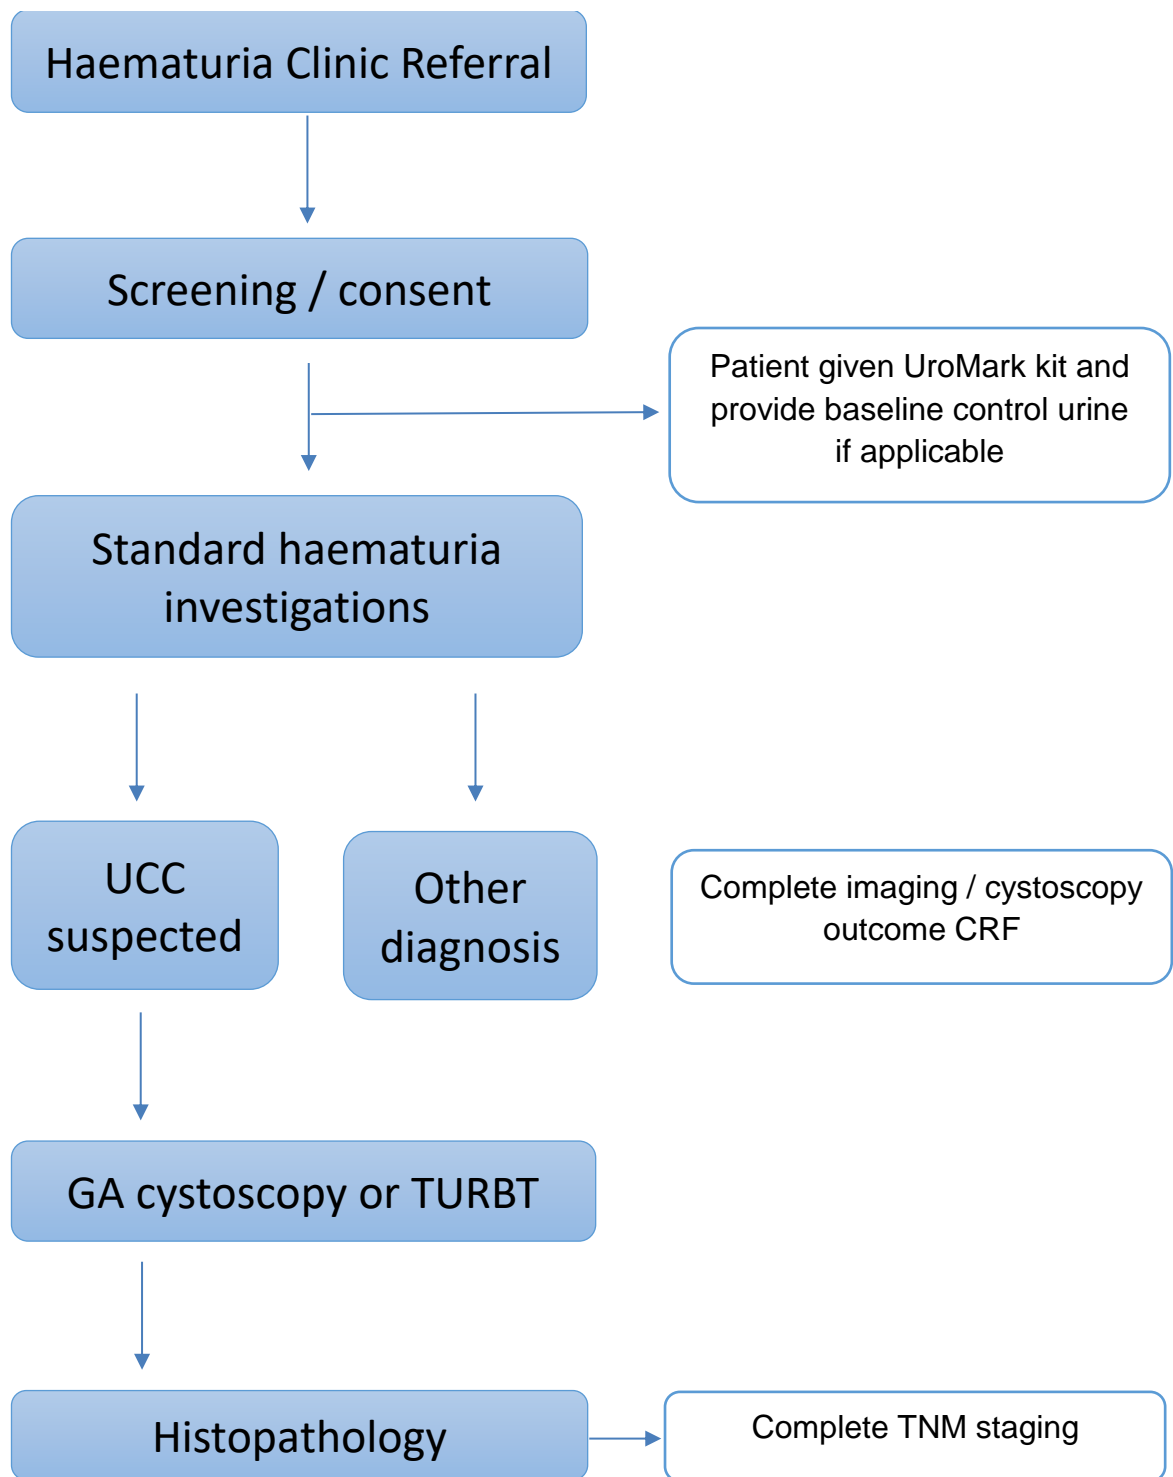 Haematuria Clinic Referral
Screening / consent
Patient given UroMark kit and
provide baseline control urine
if applicable
Standard haematuria
investigations
UCC
suspected
Other
diagnosis
Complete imaging / cystoscopy
outcome CRF
GA cystoscopy or TURBT
Histopathology
Complete TNM staging